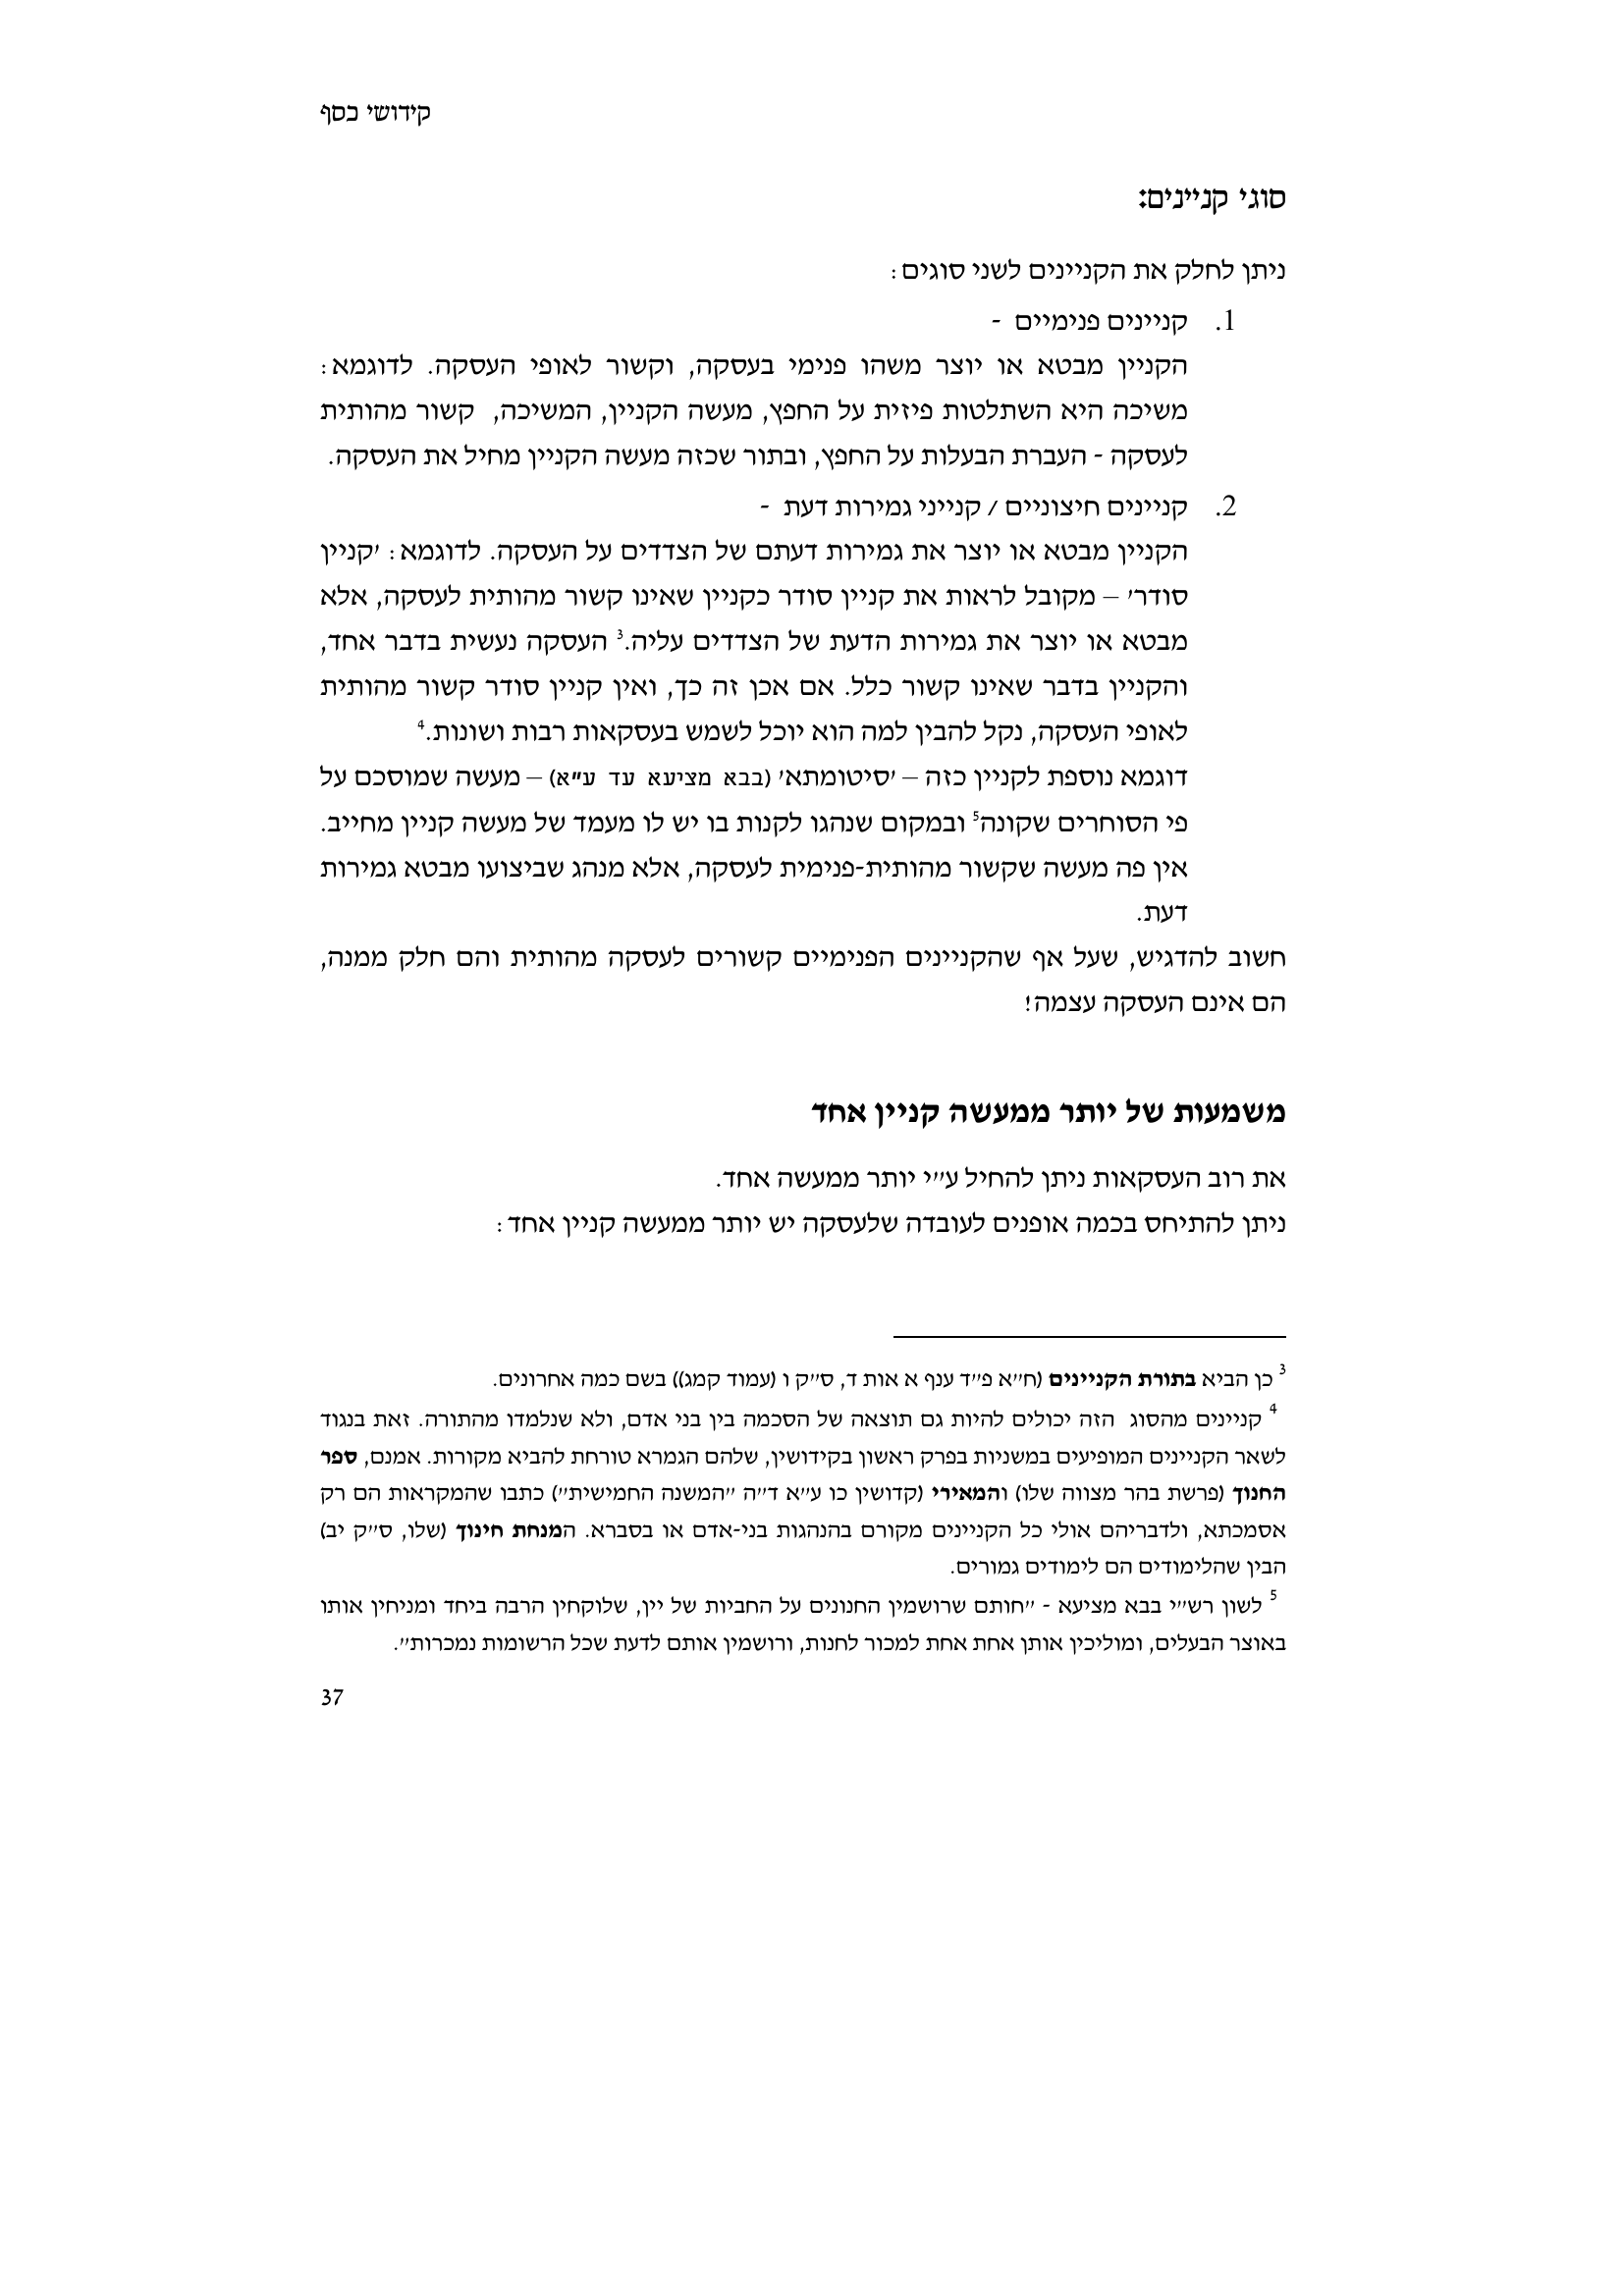 קידושי כסף
סוגי קניינים:
ניתן לחלק את הקניינים לשני סוגים:
1. קניינים פנימיים -
הקניין מבטא או יוצר משהו פנימי בעסקה, וקשור לאופי העסקה. לדוגמא:
משיכה היא השתלטות פיזית על החפץ, מעשה הקניין, המשיכה, קשור מהותית
לעסקה - העברת הבעלות על החפץ, ובתור שכזה מעשה הקניין מחיל את העסקה.
2. קניינים חיצוניים / קנייני גמירות דעת -
הקניין מבטא או יוצר את גמירות דעתם של הצדדים על העסקה. לדוגמא: 'קניין
סודר' – מקובל לראות את קניין סודר כקניין שאינו קשור מהותית לעסקה, אלא
מבטא או יוצר את גמירות הדעת של הצדדים עליה.³ העסקה נעשית בדבר אחד,
והקניין בדבר שאינו קשור כלל. אם אכן זה כך, ואין קניין סודר קשור מהותית
לאופי העסקה, נקל להבין למה הוא יוכל לשמש בעסקאות רבות ושונות.⁴
דוגמא נוספת לקניין כזה – 'סיטומתא' (בבא מציעא עד ע"א) – מעשה שמוסכם על
פי הסוחרים שקונה⁵ ובמקום שנהגו לקנות בו יש לו מעמד של מעשה קניין מחייב.
אין פה מעשה שקשור מהותית-פנימית לעסקה, אלא מנהג שביצועו מבטא גמירות
דעת.
חשוב להדגיש, שעל אף שהקניינים הפנימיים קשורים לעסקה מהותית והם חלק ממנה,
הם אינם העסקה עצמה!
משמעות של יותר ממעשה קניין אחד
את רוב העסקאות ניתן להחיל ע"י יותר ממעשה אחד.
ניתן להתיחס בכמה אופנים לעובדה שלעסקה יש יותר ממעשה קניין אחד:
³ כן הביא בתורת הקניינים (ח"א פ"ד ענף א אות ד, ס"ק ו (עמוד קמג)) בשם כמה אחרונים.
⁴ קניינים מהסוג הזה יכולים להיות גם תוצאה של הסכמה בין בני אדם, ולא שנלמדו מהתורה. זאת בנגוד
לשאר הקניינים המופיעים במשניות בפרק ראשון בקידושין, שלהם הגמרא טורחת להביא מקורות. אמנם, ספר
החנוך (פרשת בהר מצווה שלו) והמאירי (קדושין כו ע"א ד"ה "המשנה החמישית") כתבו שהמקראות הם רק
אסמכתא, ולדבריהם אולי כל הקניינים מקורם בהנהגות בני-אדם או בסברא. המנחת חינוך (שלו, ס"ק יב)
הבין שהלימודים הם לימודים גמורים.
⁵ לשון רש"י בבא מציעא - "חותם שרושמין החנונים על החביות של יין, שלוקחין הרבה ביחד ומניחין אותו
באוצר הבעלים, ומוליכין אותן אחת אחת למכור לחנות, ורושמין אותם לדעת שכל הרשומות נמכרות".
37